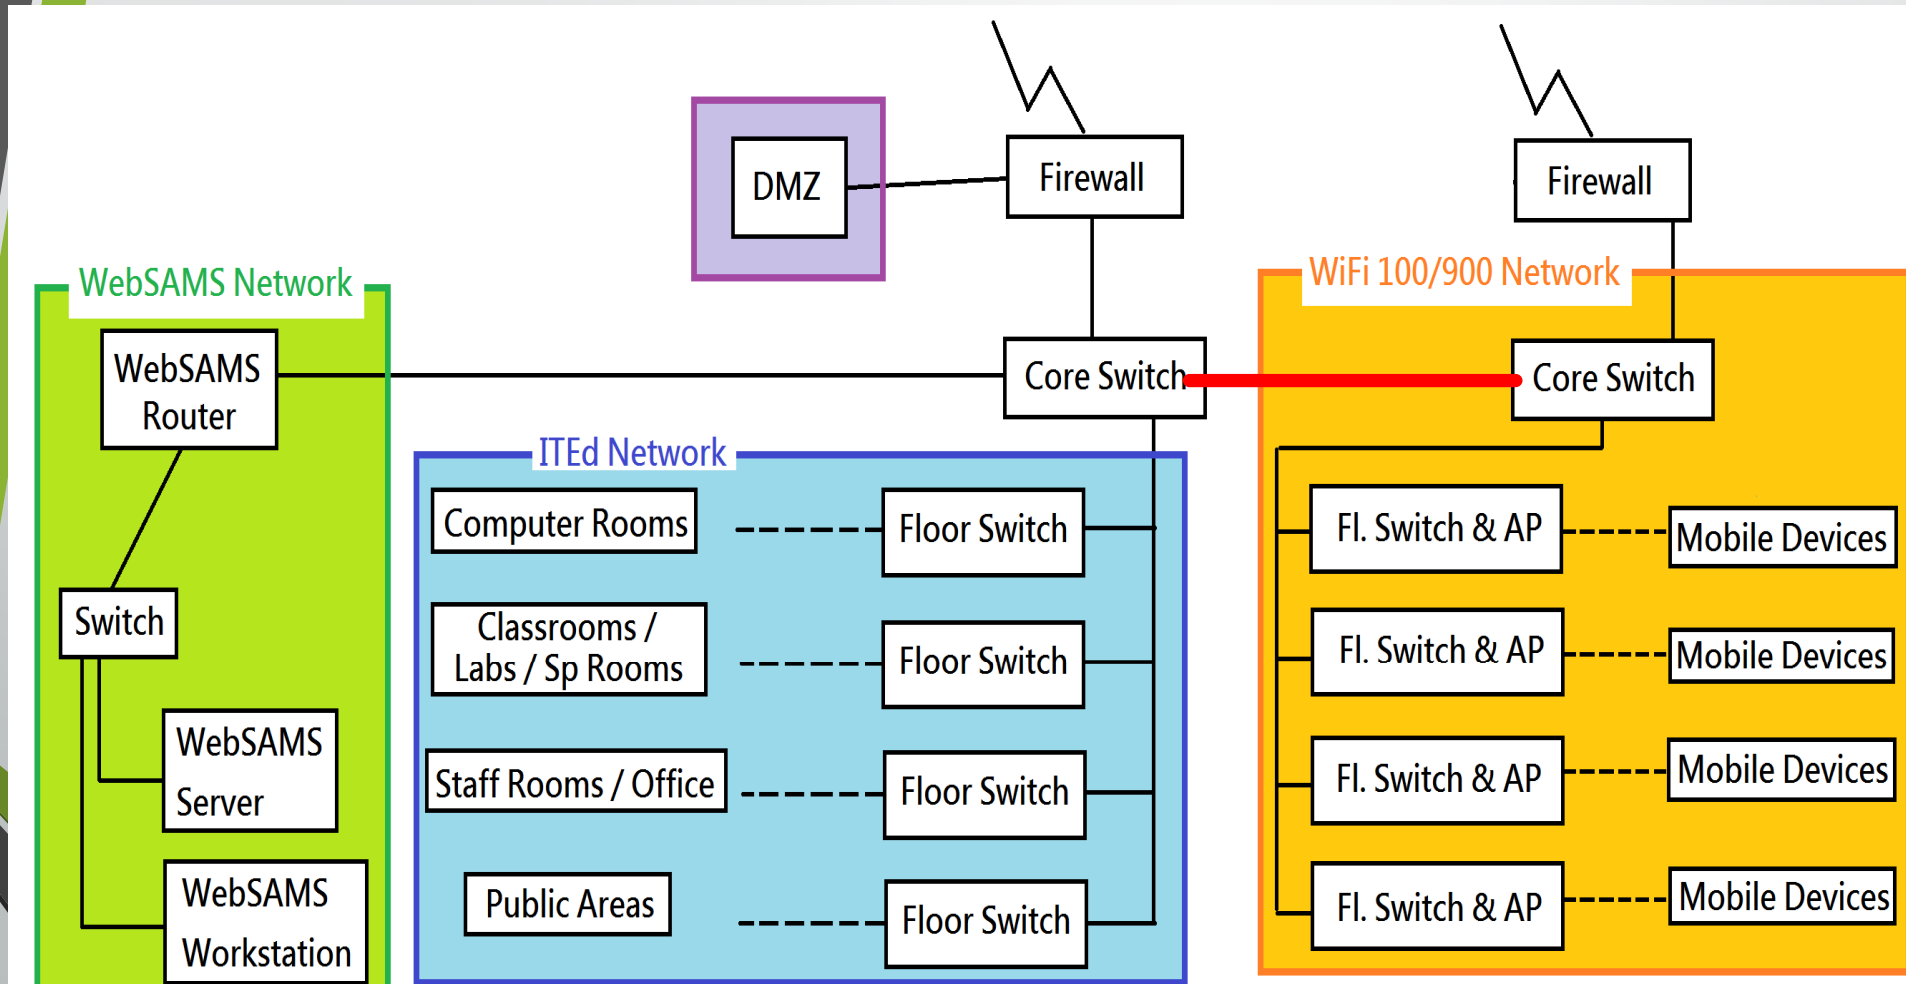 DMZ
Firewall
Firewall
WebSAMS Network
WiFi 100/900 Network
WebSAMS
Router
Core Switch
Core Switch
ITEd Network
Computer Rooms
Floor Switch
Fl. Switch & AP
Mobile Devices
Switch
Classrooms /
Labs / Sp Rooms
Floor Switch
Fl. Switch & AP
Mobile Devices
WebSAMS
Server
Staff Rooms / Office
Floor Switch
Fl. Switch & AP
Mobile Devices
WebSAMS
Workstation
Public Areas
Floor Switch
Fl. Switch & AP
Mobile Devices